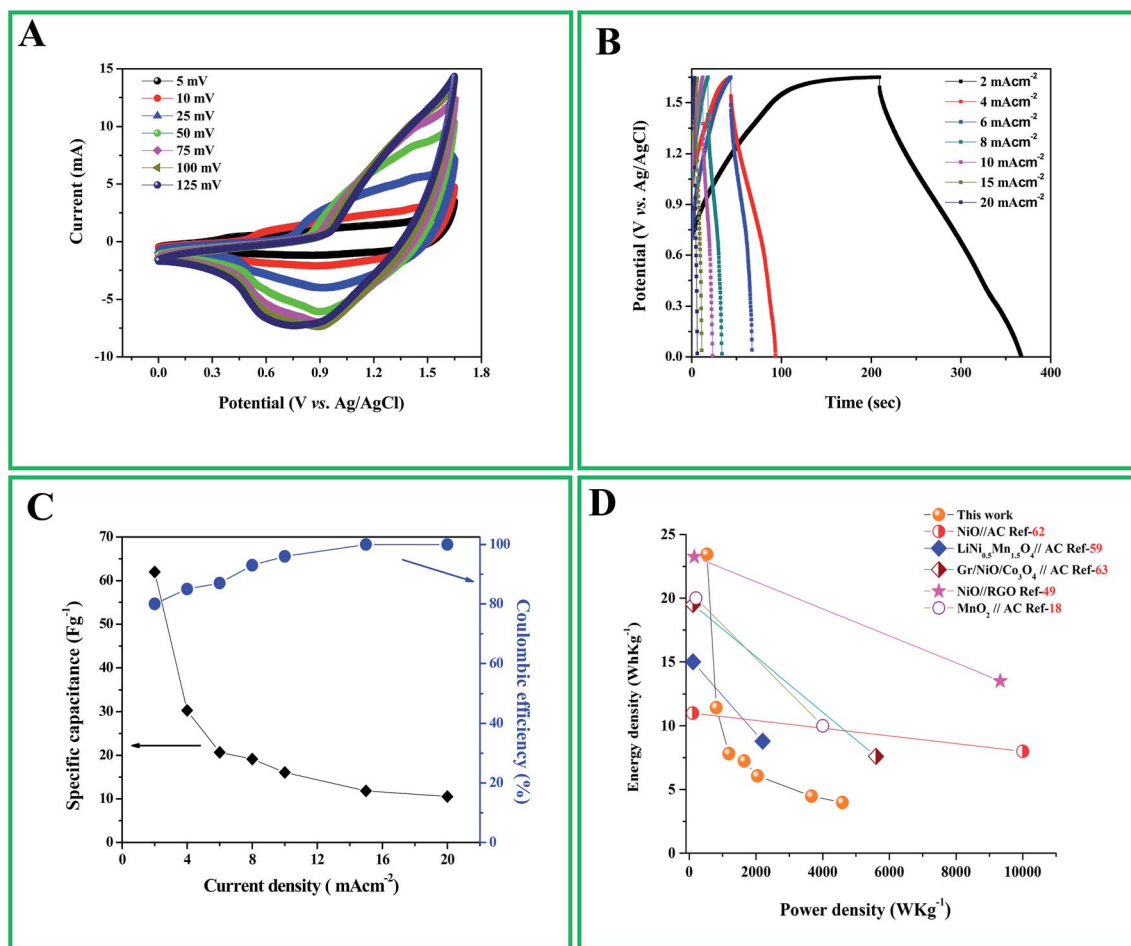 A
15
10
5
0
-5
-10
0.0 0.3 0.6 0.9 1.2 1.5 1.8
Current (mA)
Potential (V vs. Ag/AgCl)
5 mV
10 mV
25 mV
50 mV
75 mV
100 mV
125 mV
B
1.5
1.2
0.9
0.6
0.3
0.0
0 100 200 300 400
Potential (V vs. Ag/AgCl)
Time (sec)
2 mAcm⁻²
4 mAcm⁻²
6 mAcm⁻²
8 mAcm⁻²
10 mAcm⁻²
15 mAcm⁻²
20 mAcm⁻²
C
70
60
50
40
30
20
10
0
0 4 8 12 16 20
Specific capacitance (Fg⁻¹)
Current density ( mAcm⁻²)
100
80
60
40
20
0
Coulombic efficiency (%)
D
25
20
15
10
5
0
0 2000 4000 6000 8000 10000
Energy density (WhKg⁻¹)
Power density (WKg⁻¹)
This work
NiO//AC Ref-62
LiNi₀.₅Mn₁.₅O₄// AC Ref-59
Gr/NiO/Co₃O₄ // AC Ref-63
NiO//RGO Ref-49
MnO₂ // AC Ref-18